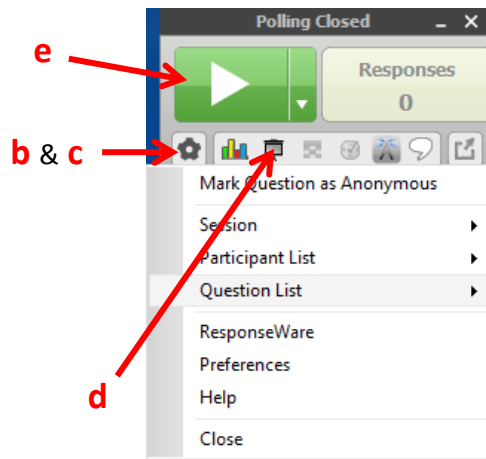 Polling Closed
e
Responses
0
b & c
Mark Question as Anonymous
Session
Participant List
Question List
ResponseWare
Preferences
d
Help
Close